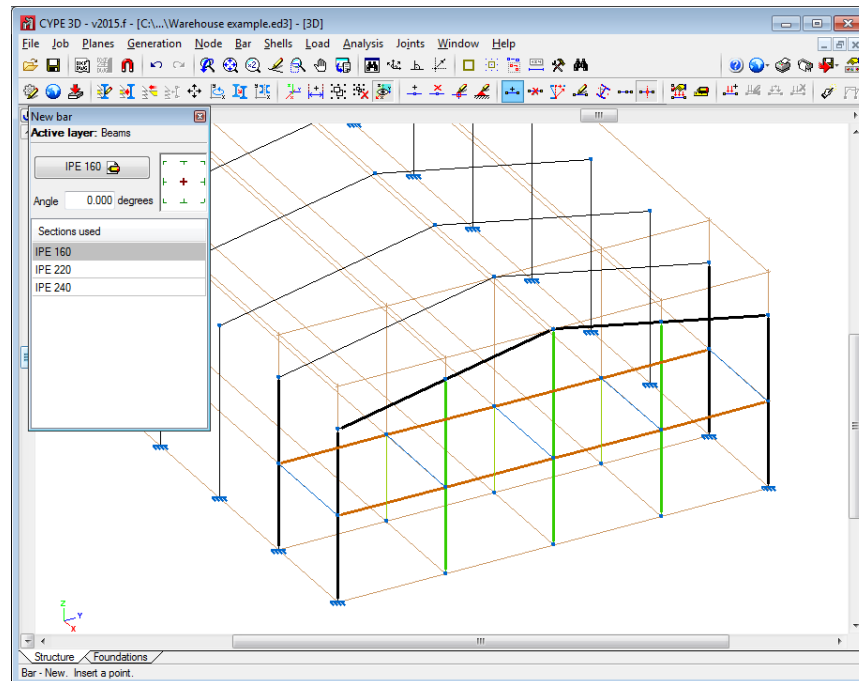 CYPE 3D - v2015.f - [C:\...\Warehouse example.ed3] - [3D]
File Job Planes Generation Node Bar Shells Load Analysis Joints Window Help
New bar
Active layer: Beams
IPE 160
Angle 0.000 degrees
Sections used
IPE 160
IPE 220
IPE 240
Z
Y
X
Structure Foundations
Bar - New. Insert a point.